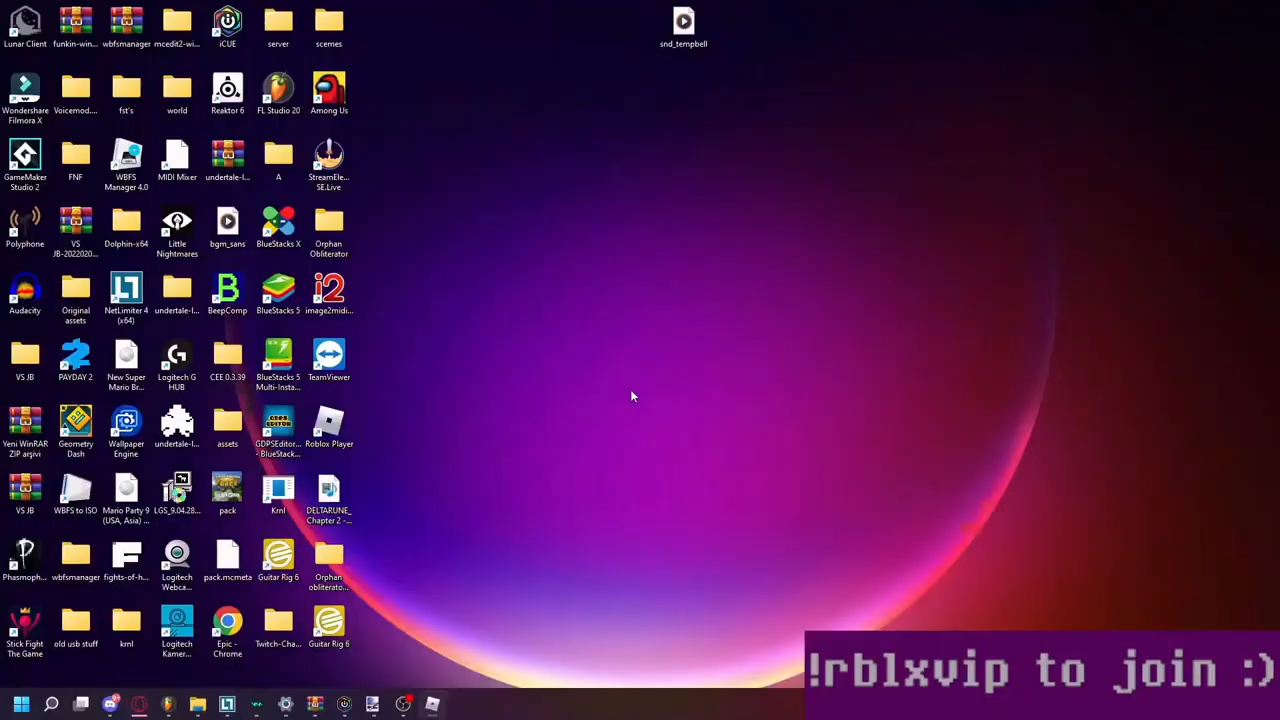 Lunar Client
funkin-win...
wbfsmanager
mcedit2-wi...
iCUE
server
scemes
snd_tempbell
Wondershare
Filmora X
Voicemod....
fst's
world
Reaktor 6
FL Studio 20
Among Us
GameMaker
Studio 2
FNF
WBFS
Manager 4.0
MIDI Mixer
undertale-l...
A
StreamEle...
SE.Live
Polyphone
VS
JB-2022020...
Dolphin-x64
Little
Nightmares
bgm_sans
BlueStacks X
Orphan
Obliterator
Audacity
Original
assets
NetLimiter 4
(x64)
undertale-l...
BeepComp
BlueStacks 5
image2midi...
VS JB
PAYDAY 2
New Super
Mario Br...
Logitech G
HUB
CEE 0.3.39
BlueStacks 5
Multi-Insta...
TeamViewer
Yeni WinRAR
ZIP arşivi
Geometry
Dash
Wallpaper
Engine
undertale-l...
assets
GDPSEditor...
- BlueStack...
Roblox Player
VS JB
WBFS to ISO
Mario Party 9
(USA, Asia) ...
LGS_9.04.28...
pack
Krnl
DELTARUNE_
Chapter 2 -...
Phasmoph...
wbfsmanager
fights-of-h...
Logitech
Webca...
pack.mcmeta
Guitar Rig 6
Orphan
obliterato...
Stick Fight
The Game
old usb stuff
krnl
Logitech
Kamer...
Epic -
Chrome
Twitch-Cha...
Guitar Rig 6
!rblxvip to join :)